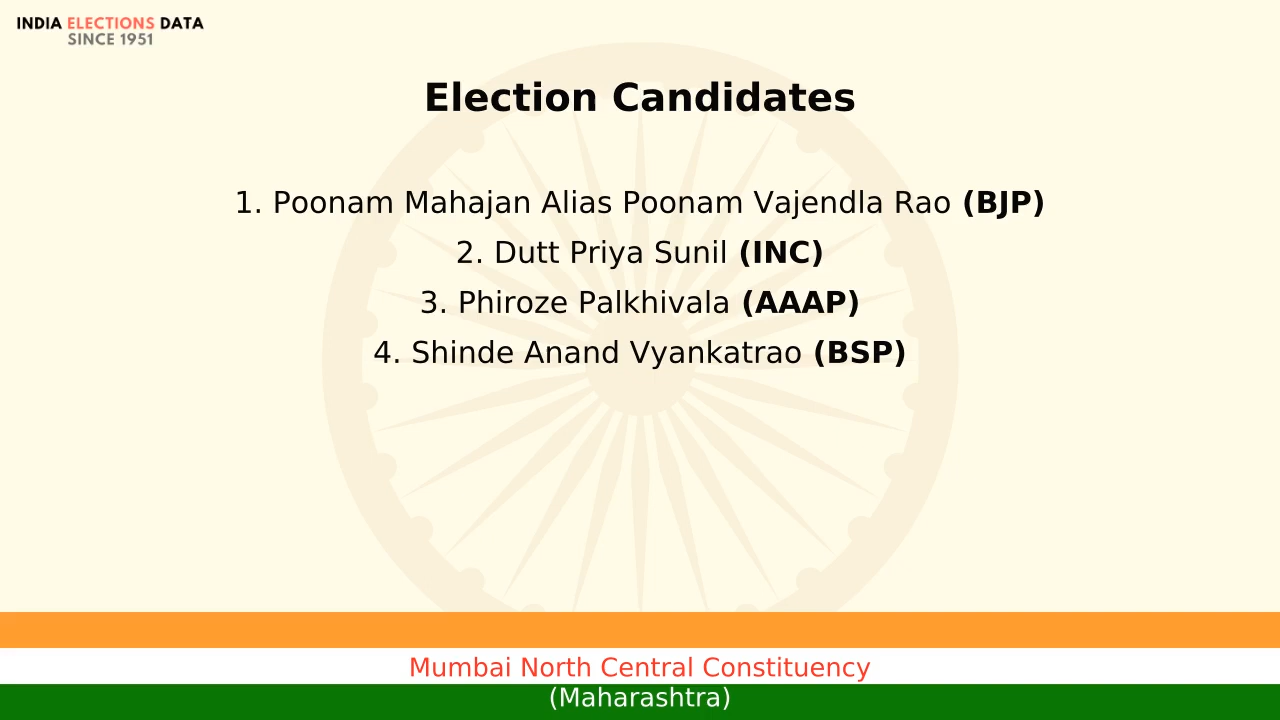 INDIA ELECTIONS DATA
SINCE 1951
Election Candidates
1. Poonam Mahajan Alias Poonam Vajendla Rao (BJP)
2. Dutt Priya Sunil (INC)
3. Phiroze Palkhivala (AAAP)
4. Shinde Anand Vyankatrao (BSP)
Mumbai North Central Constituency
(Maharashtra)